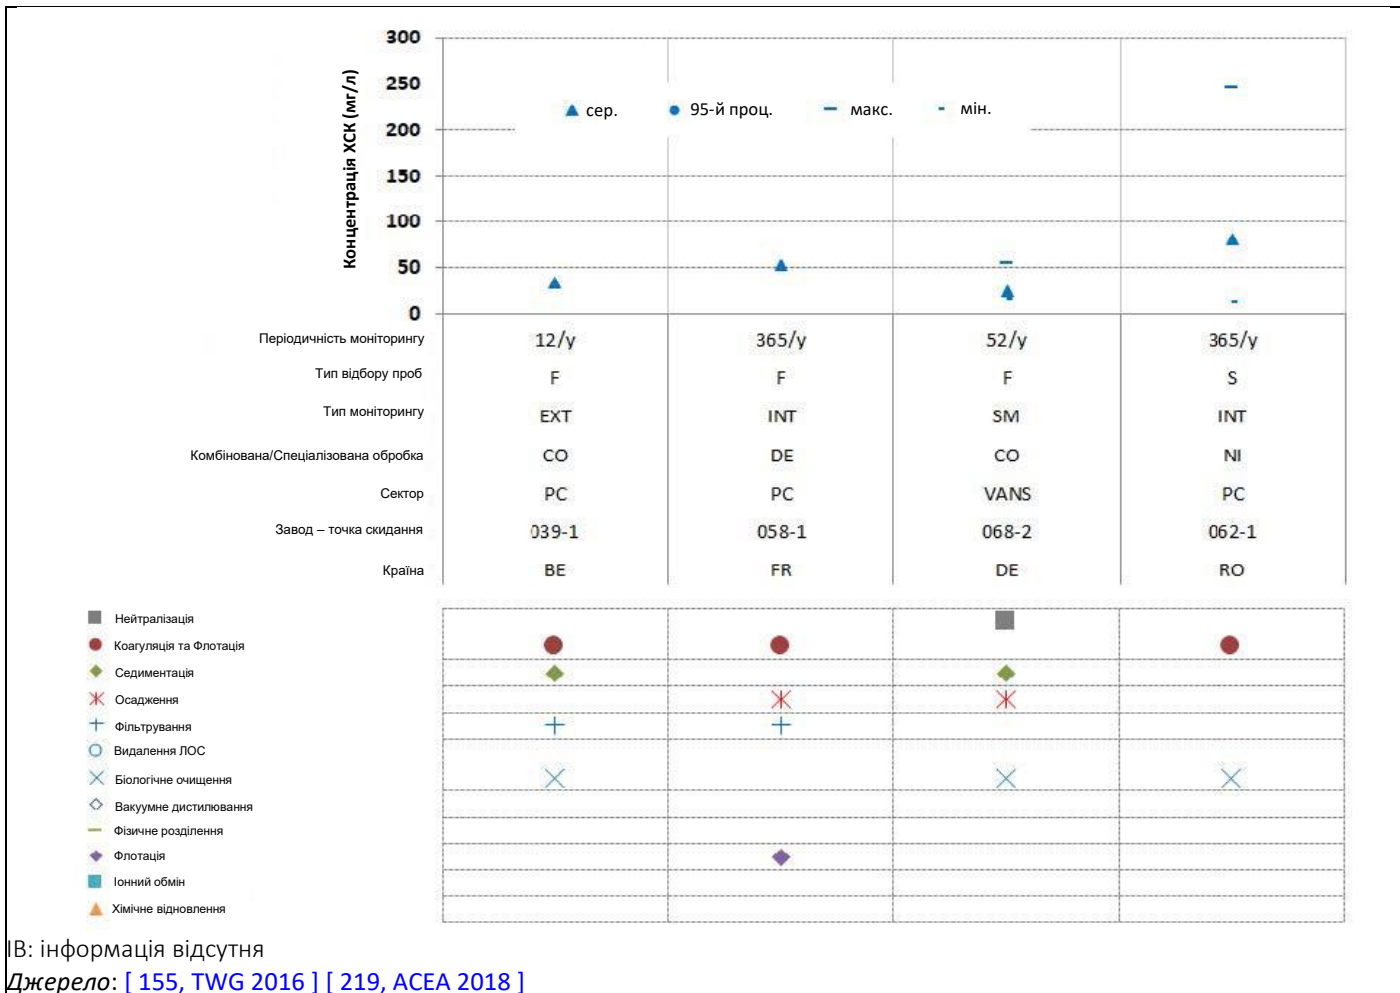 300
250
200
150
100
50
0
Концентрація ХСК (мг/л)
сер. 95-й проц. макс. мін.
Періодичність моніторингу 12/y 365/y 52/y 365/y
Тип відбору проб F F F S
Тип моніторингу EXT INT SM INT
Комбінована/Спеціалізована обробка CO DE CO NI
Сектор PC PC VANS PC
Завод – точка скидання 039-1 058-1 068-2 062-1
Країна BE FR DE RO
Нейтралізація
Коагуляція та Флотація
Седиментація
Осадження
Фільтрування
Видалення ЛОС
Біологічне очищення
Вакуумне дистилювання
Фізичне розділення
Флотація
Іонний обмін
Хімічне відновлення
ІВ: інформація відсутня
Джерело: [ 155, TWG 2016 ] [ 219, ACEA 2018 ]